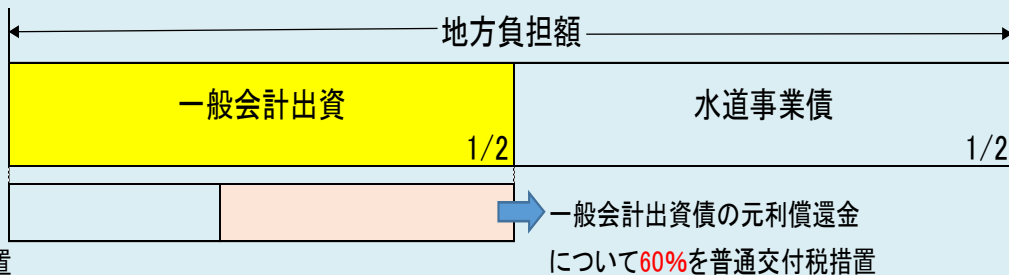 地方負担額
一般会計出資
1/2
水道事業債
1/2
一般会計出資債の元利償還金
について60%を普通交付税措置
置